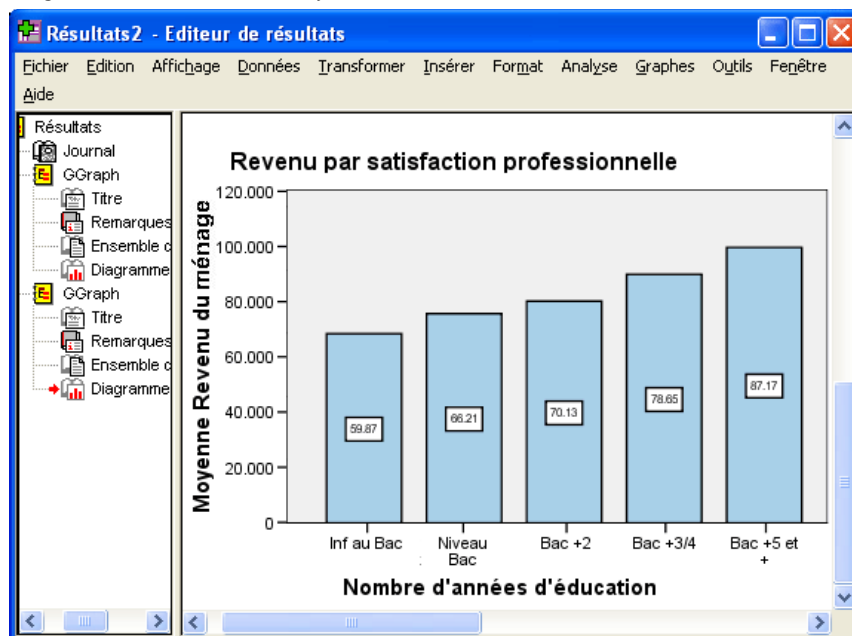 Résultats2 - Editeur de résultats
Fichier Edition Affichage Données Transformer Insérer Format Analyse Graphes Outils Fenêtre
Aide
Résultats
Journal
GGraph
Titre
Remarques
Ensemble c
Diagramme
GGraph
Titre
Remarques
Ensemble c
Diagramme
Revenu par satisfaction professionnelle
Moyenne Revenu du ménage
120.000
100.000
80.000
60.000
40.000
20.000
0
59.87
66.21
70.13
78.65
87.17
Inf au Bac
Niveau
Bac
Bac +2
Bac +3/4
Bac +5 et
+
Nombre d'années d'éducation